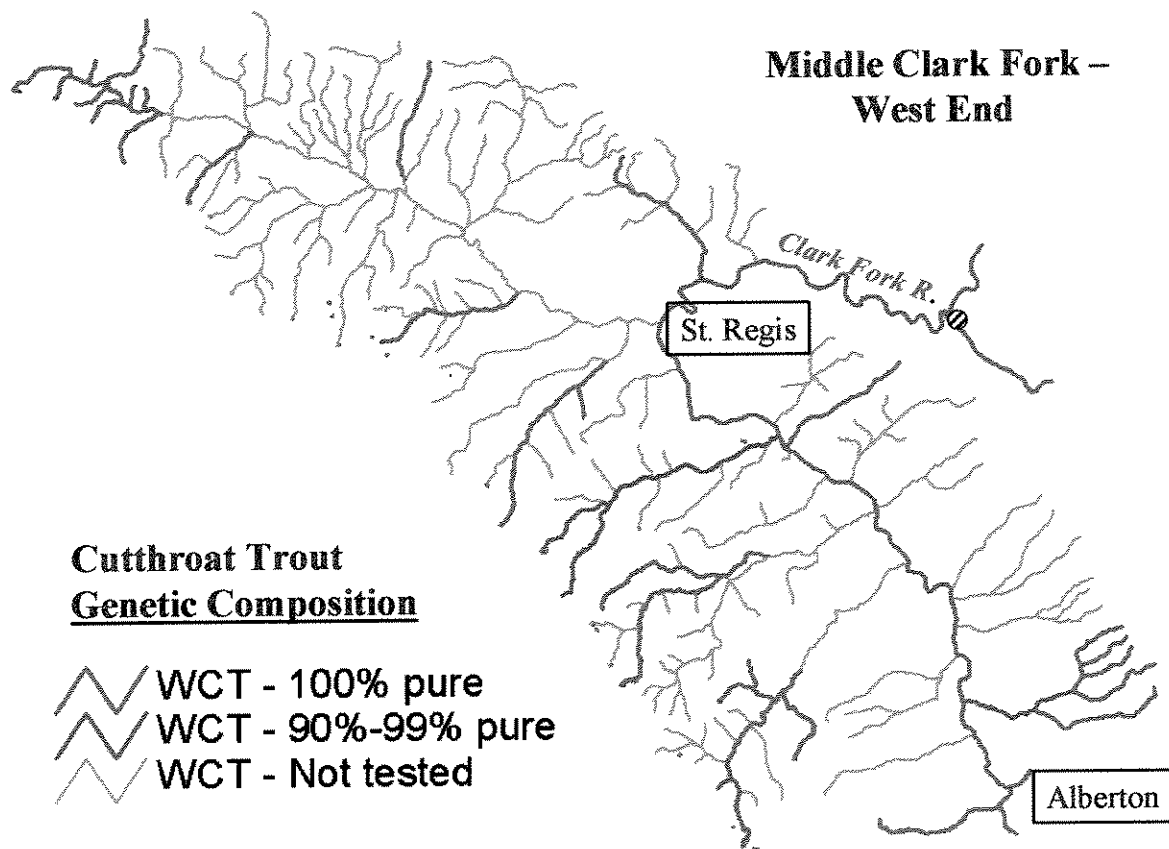 Middle Clark Fork –
West End
Clark Fork R.
St. Regis
Cutthroat Trout
Genetic Composition
WCT - 100% pure
WCT - 90%-99% pure
WCT - Not tested
Alberton